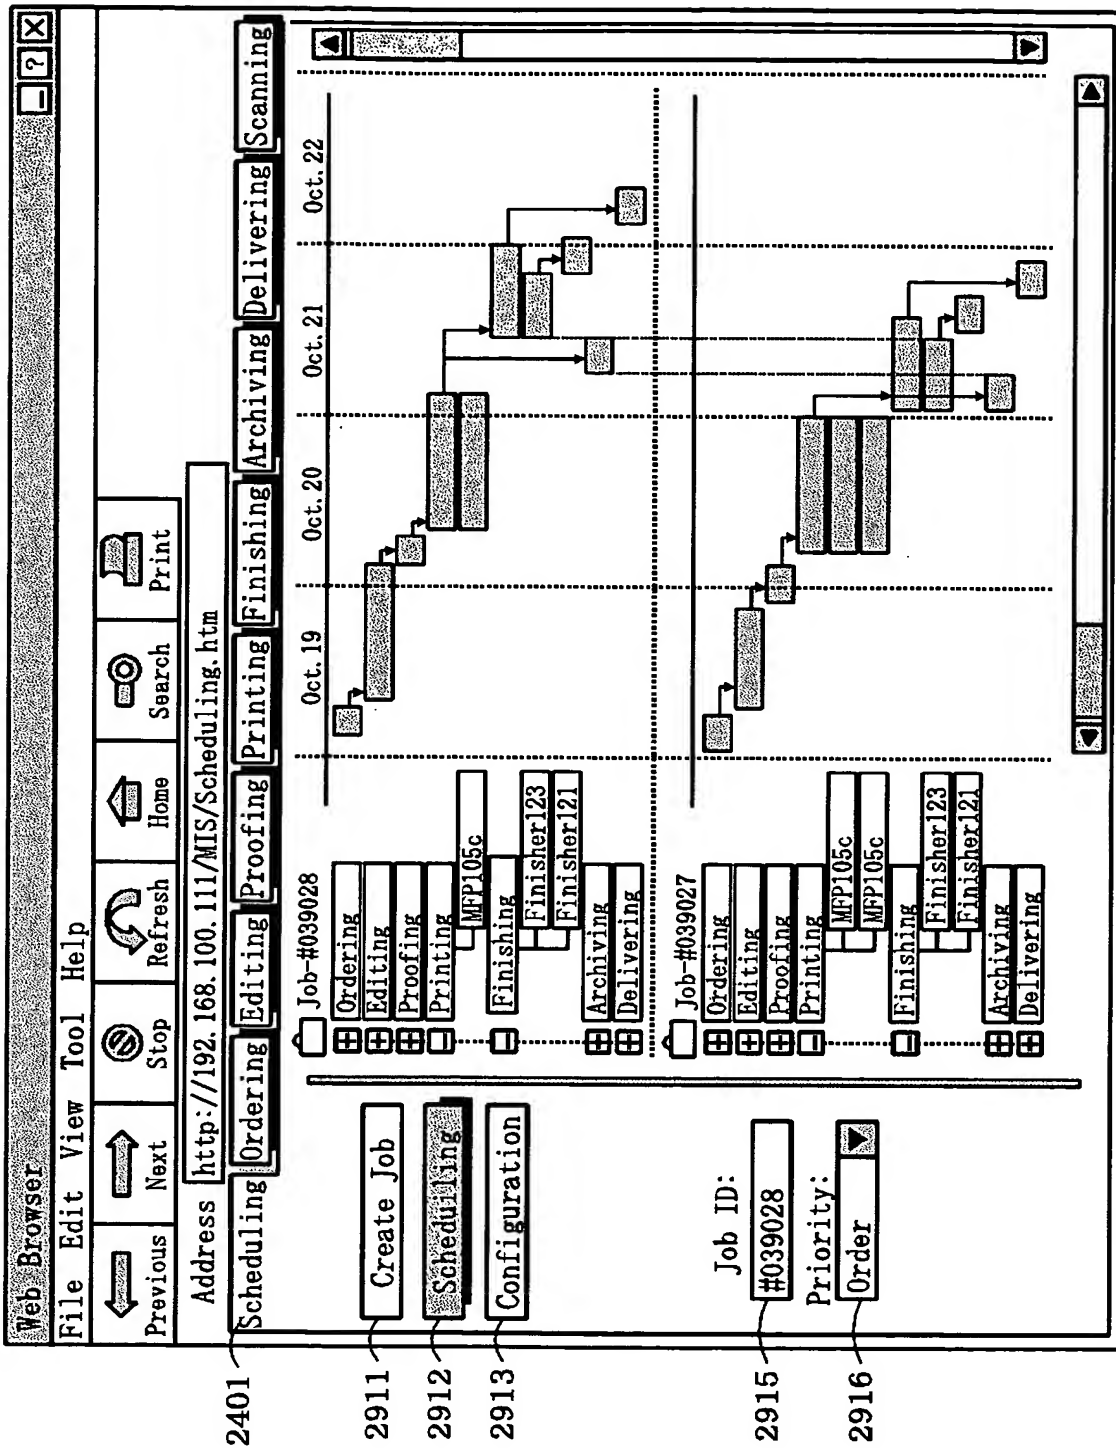 Web Browser
_ ? X
File Edit View Tool Help
Previous Next Stop Refresh Home Search Print
Address http://192.168.100.111/MIS/Scheduling.htm
Scheduling Ordering Editing Proofing Printing Finishing Archiving Delivering Scanning
2401
2911
Create Job
2912
Scheduiling
2913
Configuration
2915
Job ID:
#039028
2916
Priority:
Order
Oct. 19 Oct. 20 Oct. 21 Oct. 22
Job-#039028
+ Ordering
+ Editing
+ Proofing
- Printing
MFP105c
- Finishing
Finisher123
Finisher121
+ Archiving
+ Delivering
Job-#039027
+ Ordering
+ Editing
+ Proofing
- Printing
MFP105c
MFP105c
- Finishing
Finisher123
Finisher121
+ Archiving
+ Delivering